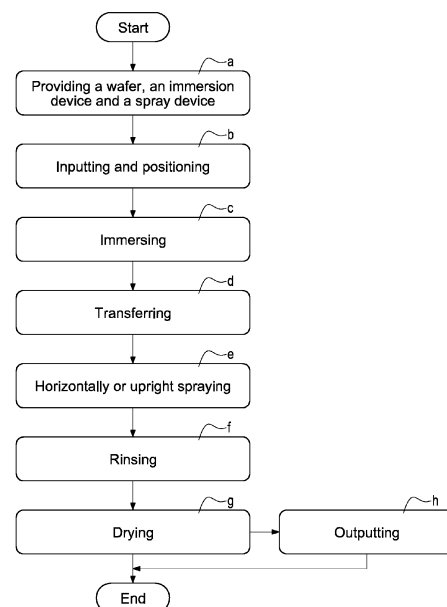 Start
a
Providing a wafer, an immersion
device and a spray device
b
Inputting and positioning
c
Immersing
d
Transferring
e
Horizontally or upright spraying
f
Rinsing
g
Drying
h
Outputting
End